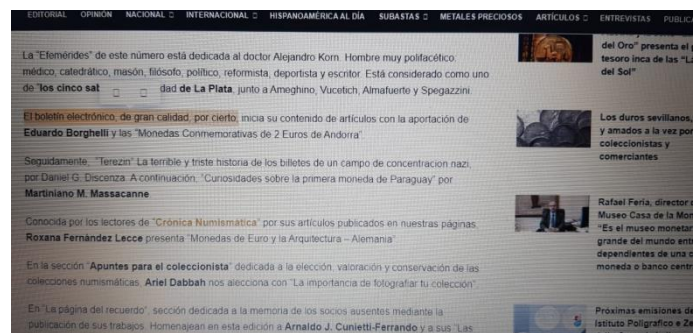 EDITORIAL OPINIÓN NACIONAL INTERNACIONAL HISPANOAMÉRICA AL DÍA SUBASTAS METALES PRECIOSOS ARTÍCULOS ENTREVISTAS
La "Efemérides" de este número está dedicada al doctor Alejandro Korn. Hombre muy polifacético:
médico, catedrático, masón, filósofo, político, reformista, deportista y escritor. Está considerado como uno
de "los cinco sab dad de La Plata, junto a Ameghino, Vucetich, Almafuerte y Spegazzini.
El boletín electrónico, de gran calidad, por cierto, inicia su contenido de artículos con la aportación de
Eduardo Borghelli y las "Monedas Conmemorativas de 2 Euros de Andorra".
Seguidamente, "Terezin" La terrible y triste historia de los billetes de un campo de concentracion nazi,
por Daniel G. Discenza. A continuación, "Curiosidades sobre la primera moneda de Paraguay" por
Martiniano M. Massacanne
Conocida por los lectores de "Crónica Numismática" por sus artículos publicados en nuestras páginas,
Roxana Fernández Lecce presenta "Monedas de Euro y la Arquitectura – Alemania"
En la sección "Apuntes para el coleccionista" dedicada a la elección, valoración y conservación de las
colecciones numismáticas, Ariel Dabbah nos alecciona con "La importancia de fotografiar tu colección".
En "La página del recuerdo", sección dedicada a la memoria de los socios ausentes mediante la
publicación de sus trabajos. Homenajean en esta edición a Arnaldo J. Cunietti-Ferrando y a sus "Las
del Oro" presenta el
tesoro inca de las
del Sol"
Los duros sevillanos,
y amados a la vez por
coleccionistas y
comerciantes
Rafael Feria, director
Museo Casa de la
"Es el museo
grande del mundo
dependientes de una
moneda o banco
Próximas emisiones
Istituto Poligrafico e